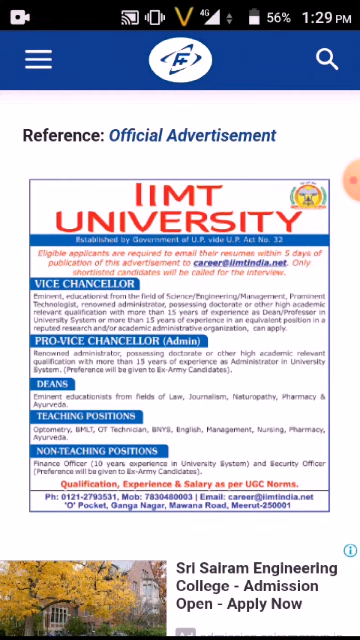 4G 56% 1:29 PM
Reference: Official Advertisement
IIMT
UNIVERSITY
Established by Government of U.P. vide U.P. Act No. 32
Eligible applicants are required to email their resumes within 5 days of
publication of this advertisement to career@iimtindia.net. Only
shortlisted candidates will be called for the interview.
VICE CHANCELLOR
Eminent, educationist from the field of Science/Engineering/Management, Prominent
Technologist, renowned administrator, possessing doctorate or other high academic
relevant qualification with more than 15 years of experience as Dean/Professor in
University System or more than 15 years of experience in an equivalent position in a
reputed research and/or academic administrative organization, can apply.
PRO-VICE CHANCELLOR (Admin)
Renowned administrator, possessing doctorate or other high academic relevant
qualification with more than 15 years of experience as Administrator in University
System. (Preference will be given to Ex-Army Candidates).
DEANS
Eminent educationists from fields of Law, Journalism, Naturopathy, Pharmacy &
Ayurveda.
TEACHING POSITIONS
Optometry, BMLT, OT Technician, BNYS, English, Management, Nursing, Pharmacy,
Ayurveda.
NON-TEACHING POSITIONS
Finance Officer (10 years experience in University System) and Security Officer
(Preference will be given to Ex-Army Candidates).
Qualification, Experience & Salary as per UGC Norms.
Ph: 0121-2793531, Mob: 7830480003 | Email: career@iimtindia.net
'O' Pocket, Ganga Nagar, Mawana Road, Meerut-250001
Sri Sairam Engineering
College - Admission
Open - Apply Now